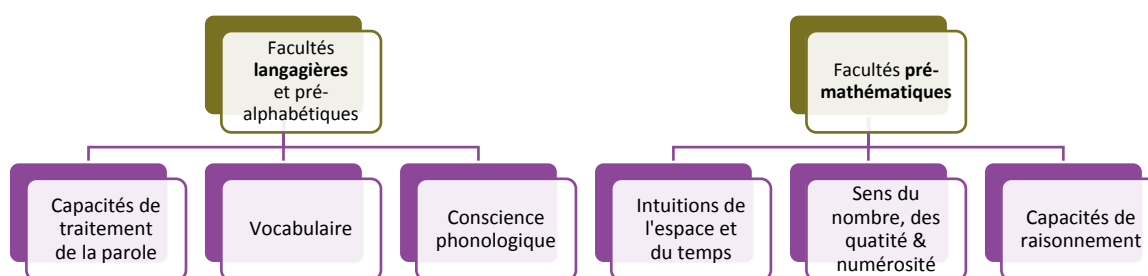 Facultés
langagières
et pré-
alphabétiques
Facultés pré-
mathématiques
Capacités de
traitement
de la parole
Vocabulaire
Conscience
phonologique
Intuitions de
l'espace et
du temps
Sens du
nombre, des
quatité &
numérosité
Capacités de
raisonnement